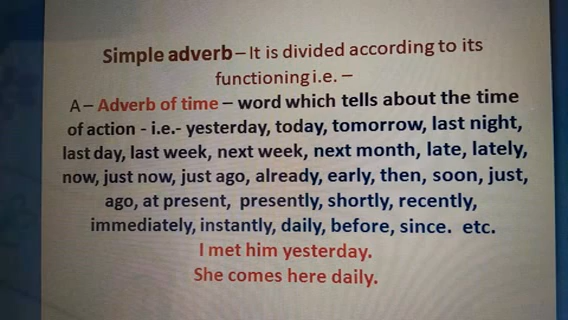 Simple adverb – It is divided according to its
functioning i.e. –
A – Adverb of time – word which tells about the time
of action - i.e.- yesterday, today, tomorrow, last night,
last day, last week, next week, next month, late, lately,
now, just now, just ago, already, early, then, soon, just,
ago, at present, presently, shortly, recently,
immediately, instantly, daily, before, since. etc.
I met him yesterday.
She comes here daily.